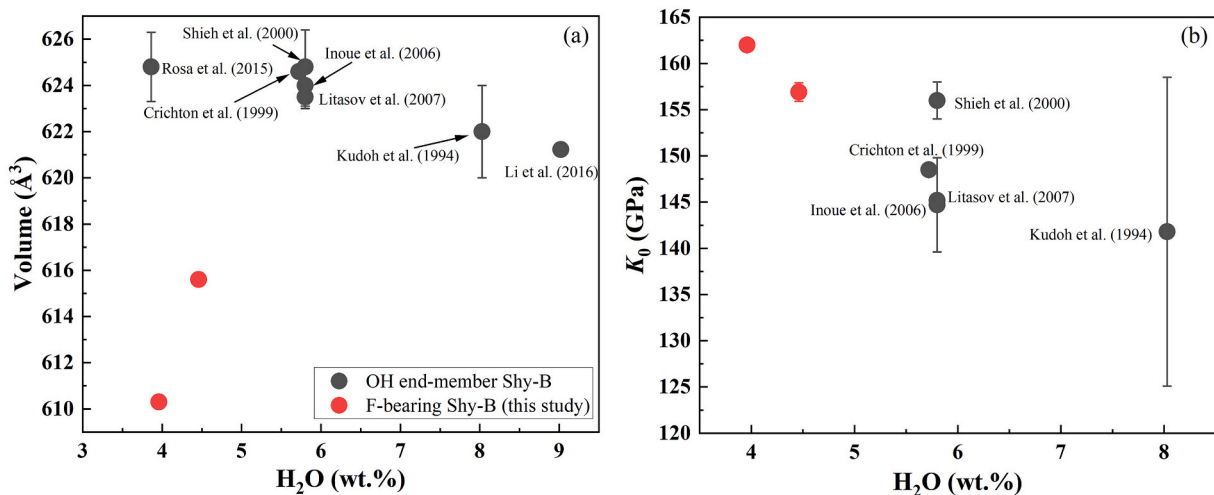 (a)
Volume (Å³)
626
624
622
620
618
616
614
612
610
3
4
5
6
7
8
9
H₂O (wt.%)
Shieh et al. (2000)
Inoue et al. (2006)
Rosa et al. (2015)
Crichton et al. (1999)
Litasov et al. (2007)
Kudoh et al. (1994)
Li et al. (2016)
OH end-member Shy-B
F-bearing Shy-B (this study)
(b)
K₀ (GPa)
165
160
155
150
145
140
135
130
125
120
4
5
6
7
8
H₂O (wt.%)
Shieh et al. (2000)
Crichton et al. (1999)
Litasov et al. (2007)
Inoue et al. (2006)
Kudoh et al. (1994)